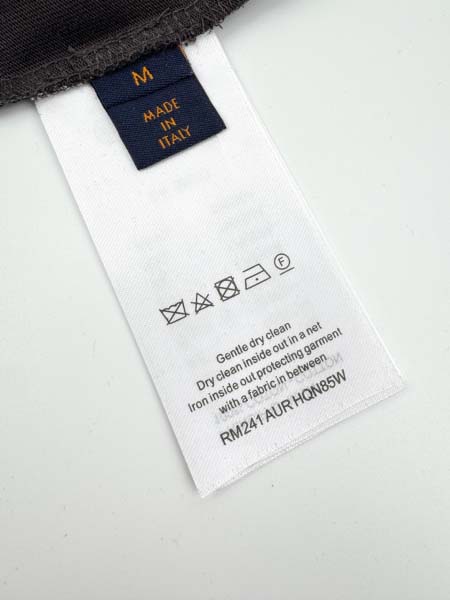 M
MADE
IN
ITALY
F
Gentle dry clean
Dry clean inside out in a net
Iron inside out protecting garment
with a fabric in between
RM241 AUR HQN85W